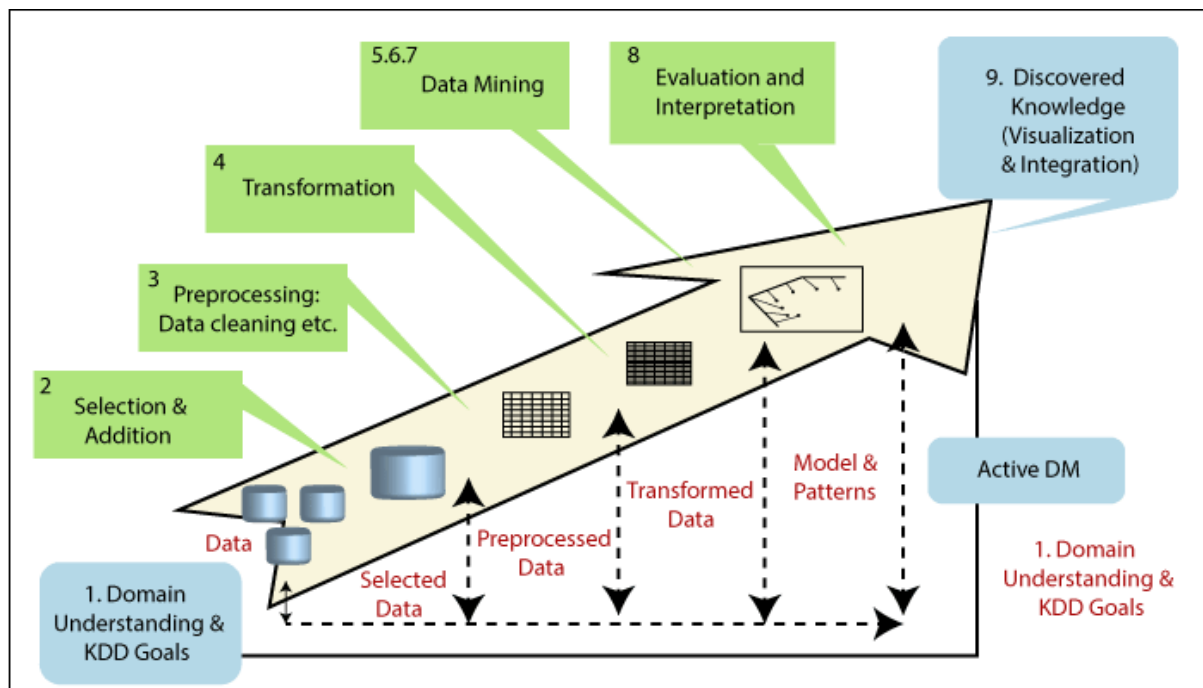 5.6.7
Data Mining
8
Evaluation and
Interpretation
9. Discovered
Knowledge
(Visualization
& Integration)
4
Transformation
3
Preprocessing:
Data cleaning etc.
2
Selection &
Addition
Data
Selected
Data
Preprocessed
Data
Transformed
Data
Model &
Patterns
Active DM
1. Domain
Understanding &
KDD Goals
1. Domain
Understanding &
KDD Goals